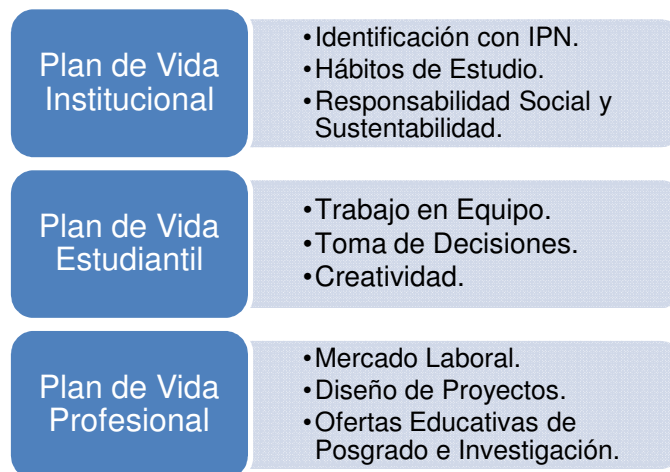 Plan de Vida
Institucional
•Identificación con IPN.
•Hábitos de Estudio.
•Responsabilidad Social y
Sustentabilidad.
Plan de Vida
Estudiantil
•Trabajo en Equipo.
•Toma de Decisiones.
•Creatividad.
Plan de Vida
Profesional
•Mercado Laboral.
•Diseño de Proyectos.
•Ofertas Educativas de
Posgrado e Investigación.